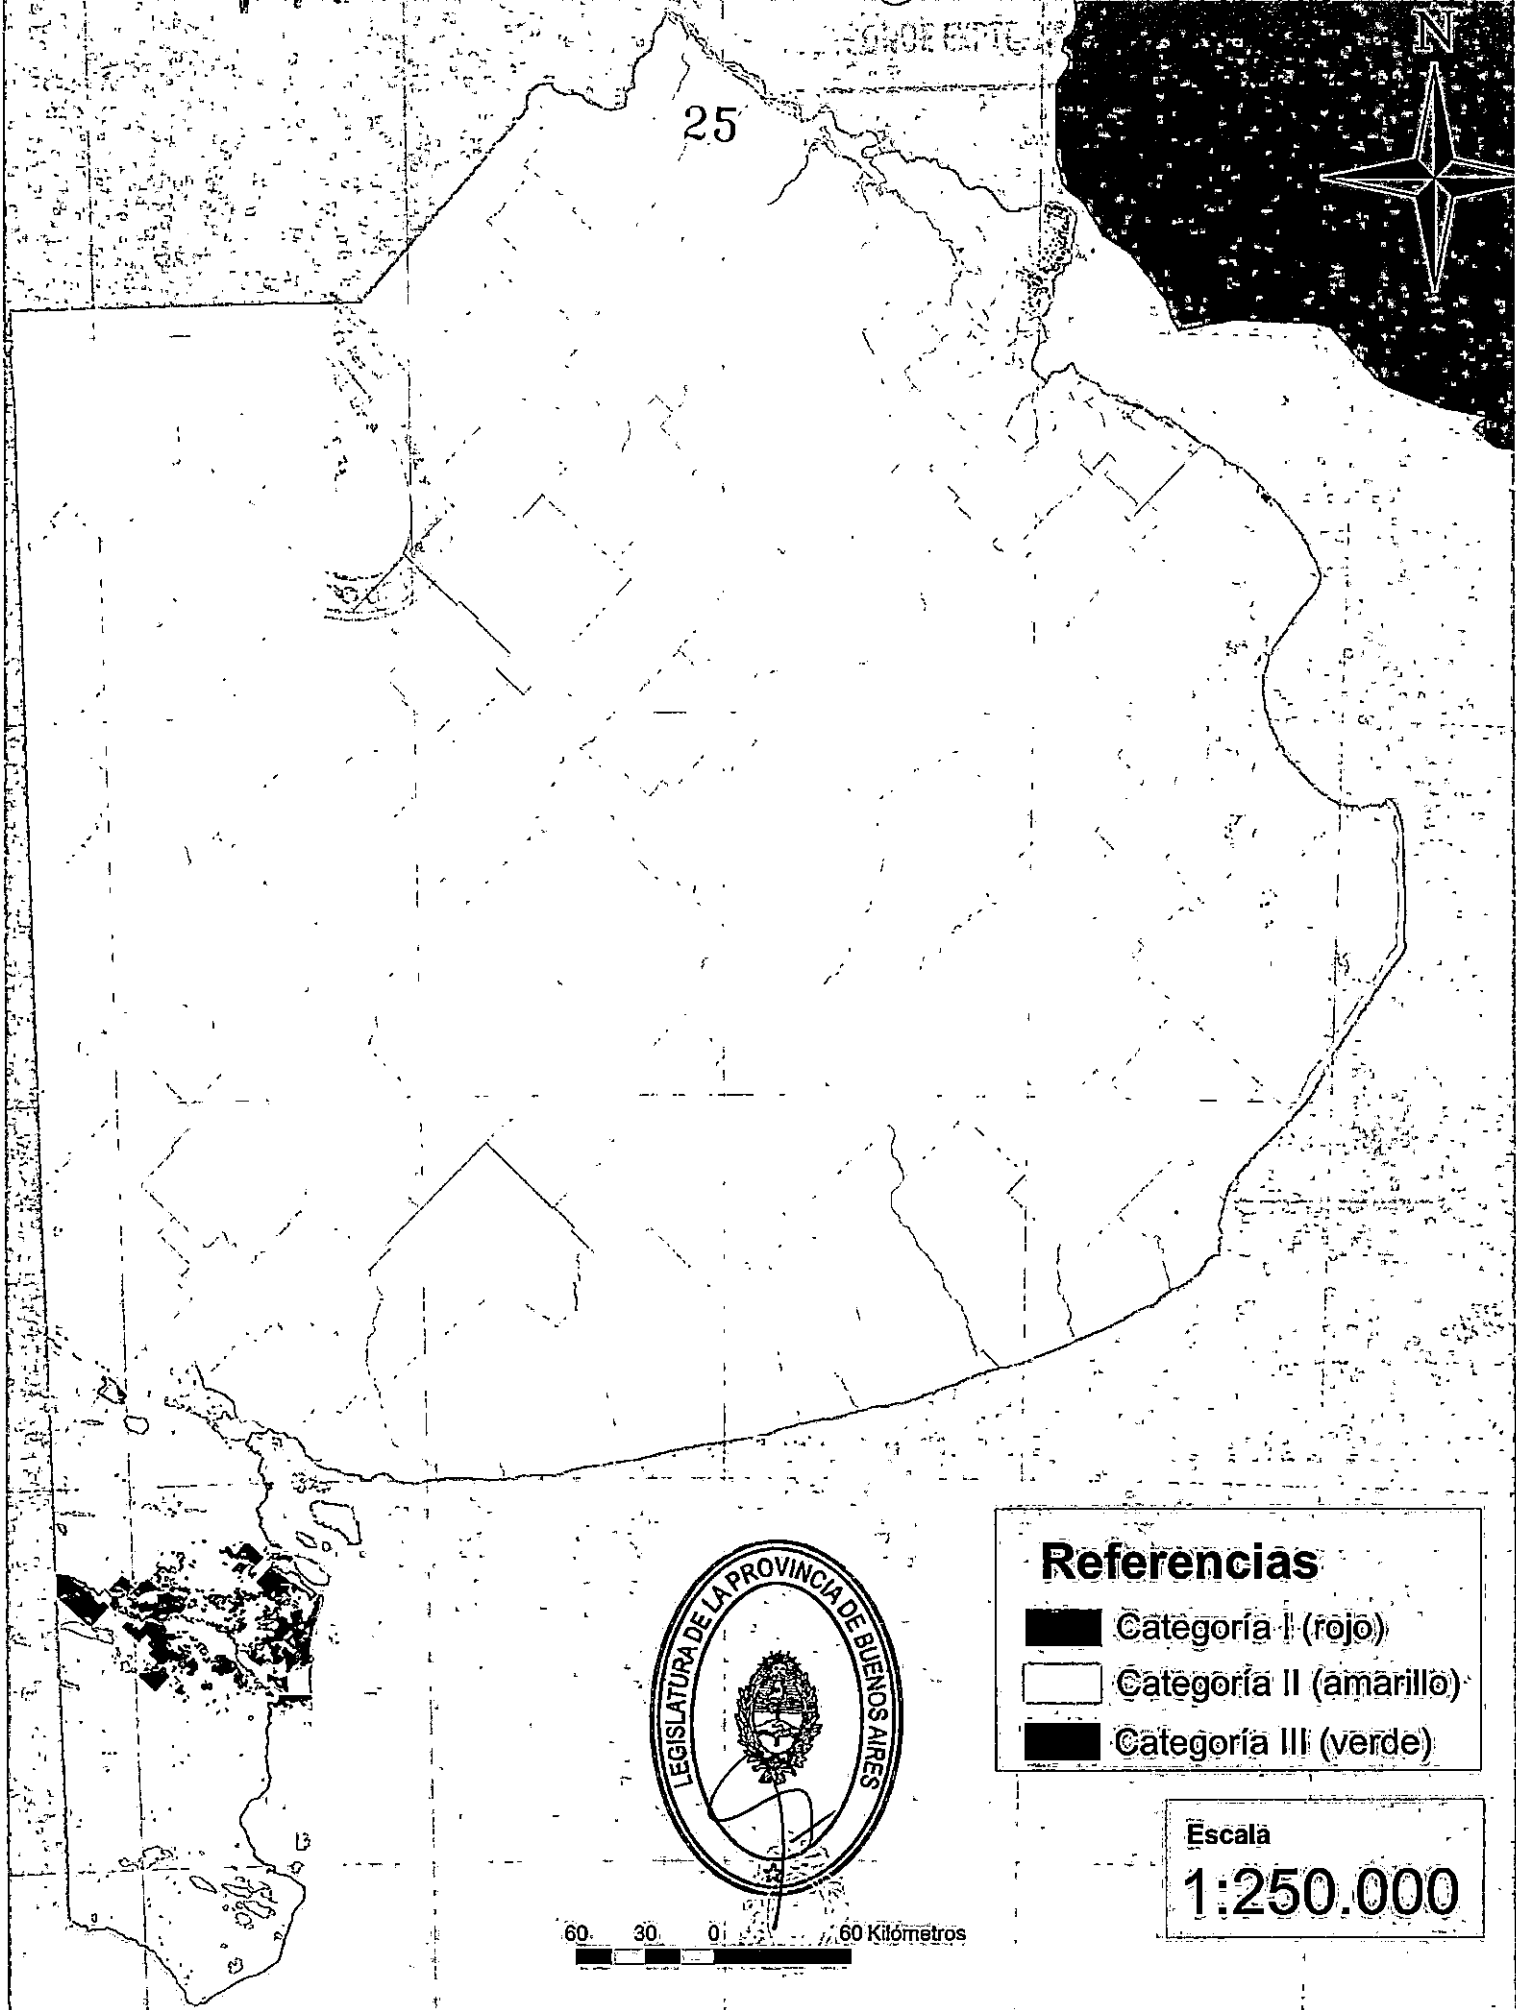 N
25
Referencias
Categoría I (rojo)
Categoría II (amarillo)
Categoría III (verde)
LEGISLATURA DE LA PROVINCIA DE BUENOS AIRES
Escala
1:250.000
60 30 0 60 Kilómetros